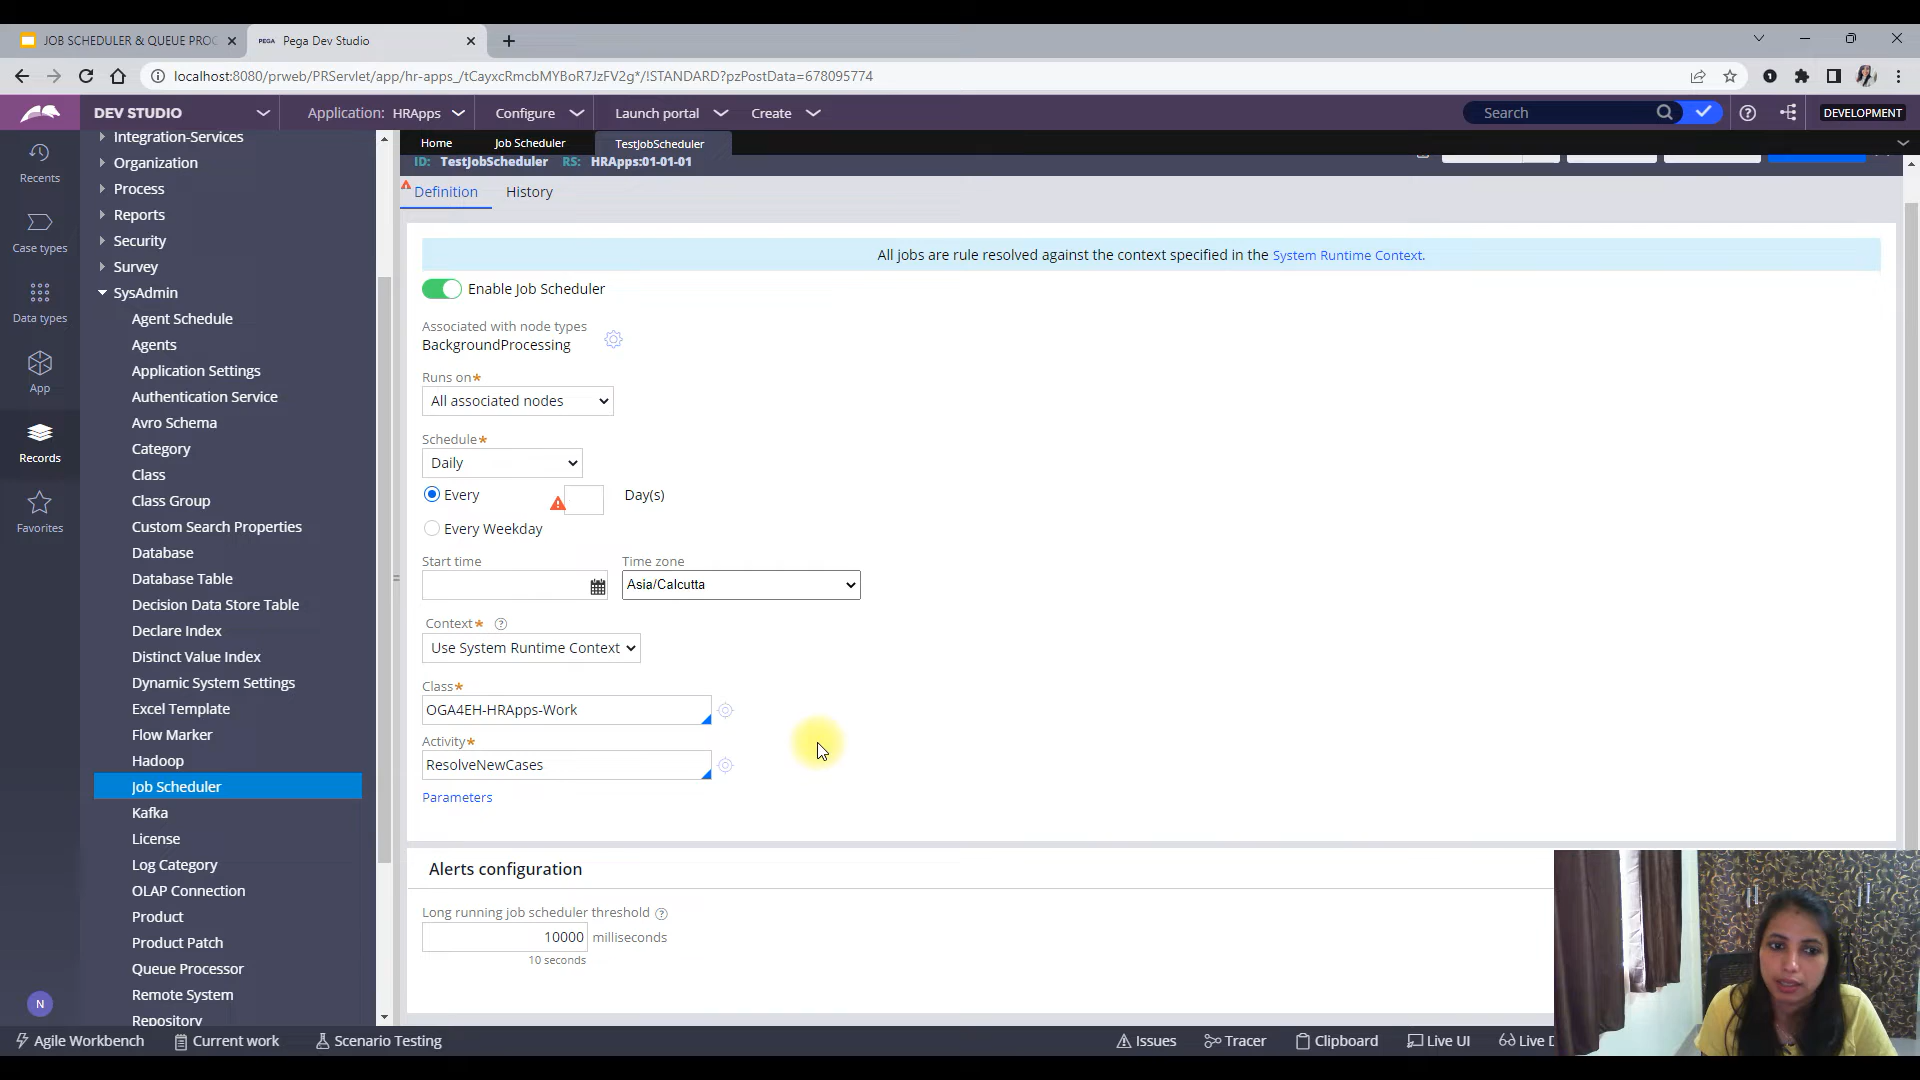 JOB SCHEDULER & QUEUE PROC
PEGA Pega Dev Studio
localhost:8080/prweb/PRServlet/app/hr-apps_/tCayxcRmcbMYBoR7JzFV2g*/!STANDARD?pzPostData=678095774
DEV STUDIO
Application: HRApps
Configure
Launch portal
Create
Search
DEVELOPMENT
Recents
Case types
Data types
App
Records
Favorites
N
Integration-Services
Organization
Process
Reports
Security
Survey
SysAdmin
Agent Schedule
Agents
Application Settings
Authentication Service
Avro Schema
Category
Class
Class Group
Custom Search Properties
Database
Database Table
Decision Data Store Table
Declare Index
Distinct Value Index
Dynamic System Settings
Excel Template
Flow Marker
Hadoop
Job Scheduler
Kafka
License
Log Category
OLAP Connection
Product
Product Patch
Queue Processor
Remote System
Repository
Home
Job Scheduler
TestJobScheduler
ID: TestJobScheduler RS: HRApps:01-01-01
Definition
History
All jobs are rule resolved against the context specified in the System Runtime Context.
Enable Job Scheduler
Associated with node types
BackgroundProcessing
Runs on*
All associated nodes
Schedule*
Daily
Every
Day(s)
Every Weekday
Start time
Time zone
Asia/Calcutta
Context* ?
Use System Runtime Context
Class*
OGA4EH-HRApps-Work
Activity*
ResolveNewCases
Parameters
Alerts configuration
Long running job scheduler threshold ?
10000 milliseconds
10 seconds
Agile Workbench
Current work
Scenario Testing
Issues
Tracer
Clipboard
Live UI
Live D